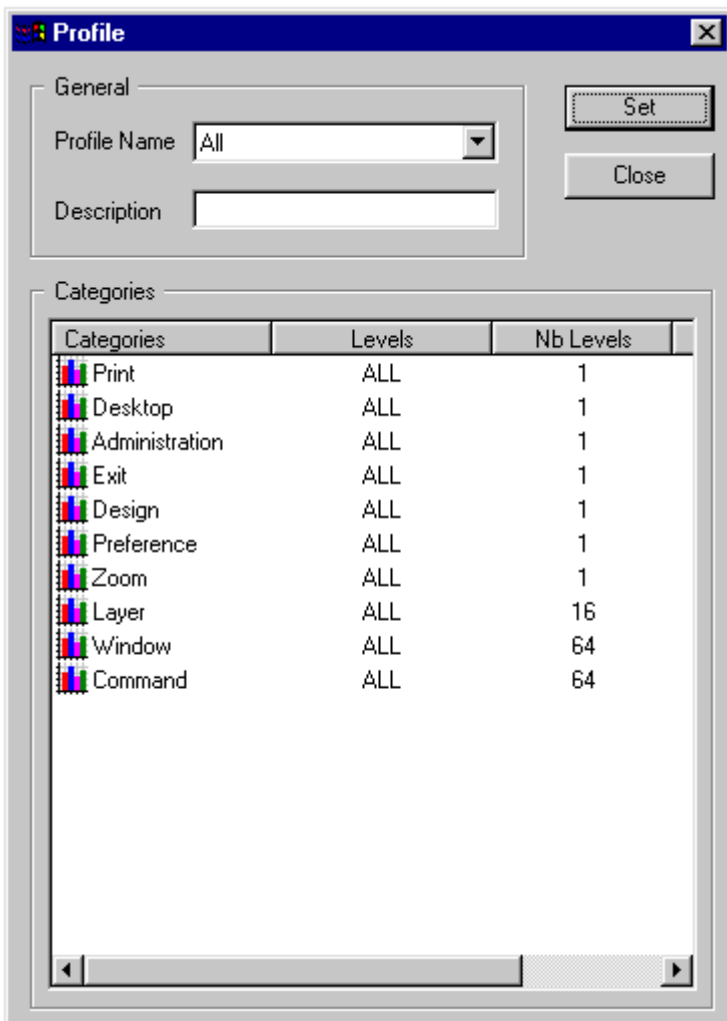 Profile
General
Set
Profile Name All
Close
Description
Categories
Categories Levels Nb Levels
Print ALL 1
Desktop ALL 1
Administration ALL 1
Exit ALL 1
Design ALL 1
Preference ALL 1
Zoom ALL 1
Layer ALL 16
Window ALL 64
Command ALL 64